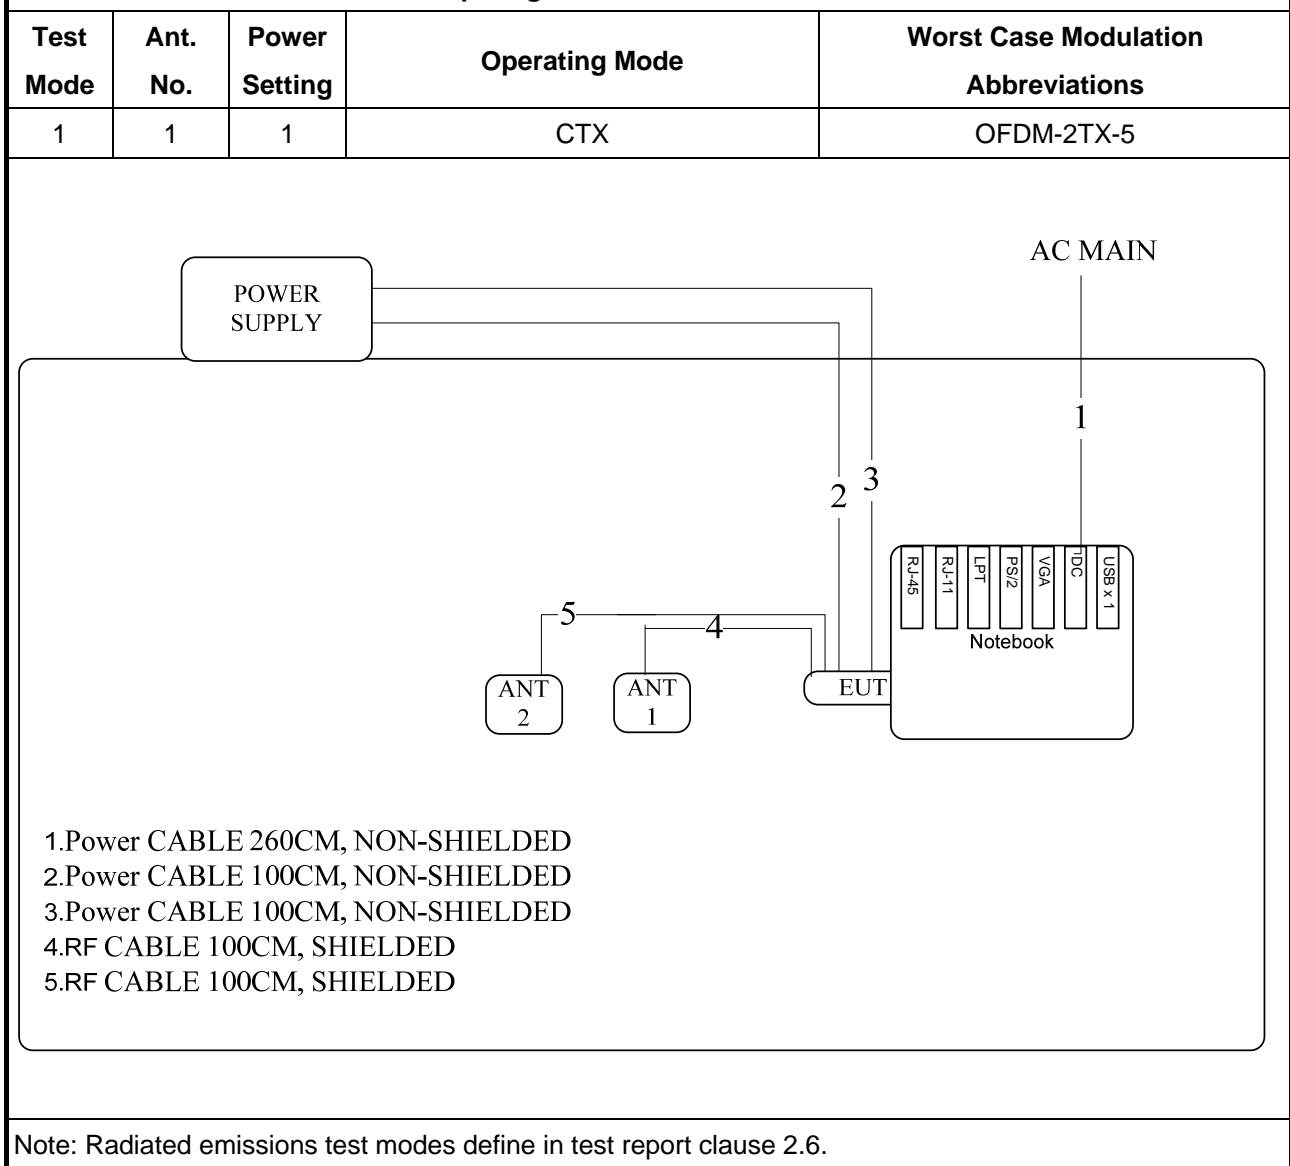 Test Mode
Ant. No.
Power Setting
Operating Mode
Worst Case Modulation Abbreviations
1
1
1
CTX
OFDM-2TX-5
AC MAIN
POWER
SUPPLY
1
2
3
RJ-45
RJ-11
LPT
PS/2
VGA
DC
USB x 1
Notebook
5
4
ANT
2
ANT
1
EUT
1.Power CABLE 260CM, NON-SHIELDED
2.Power CABLE 100CM, NON-SHIELDED
3.Power CABLE 100CM, NON-SHIELDED
4.RF CABLE 100CM, SHIELDED
5.RF CABLE 100CM, SHIELDED
Note: Radiated emissions test modes define in test report clause 2.6.